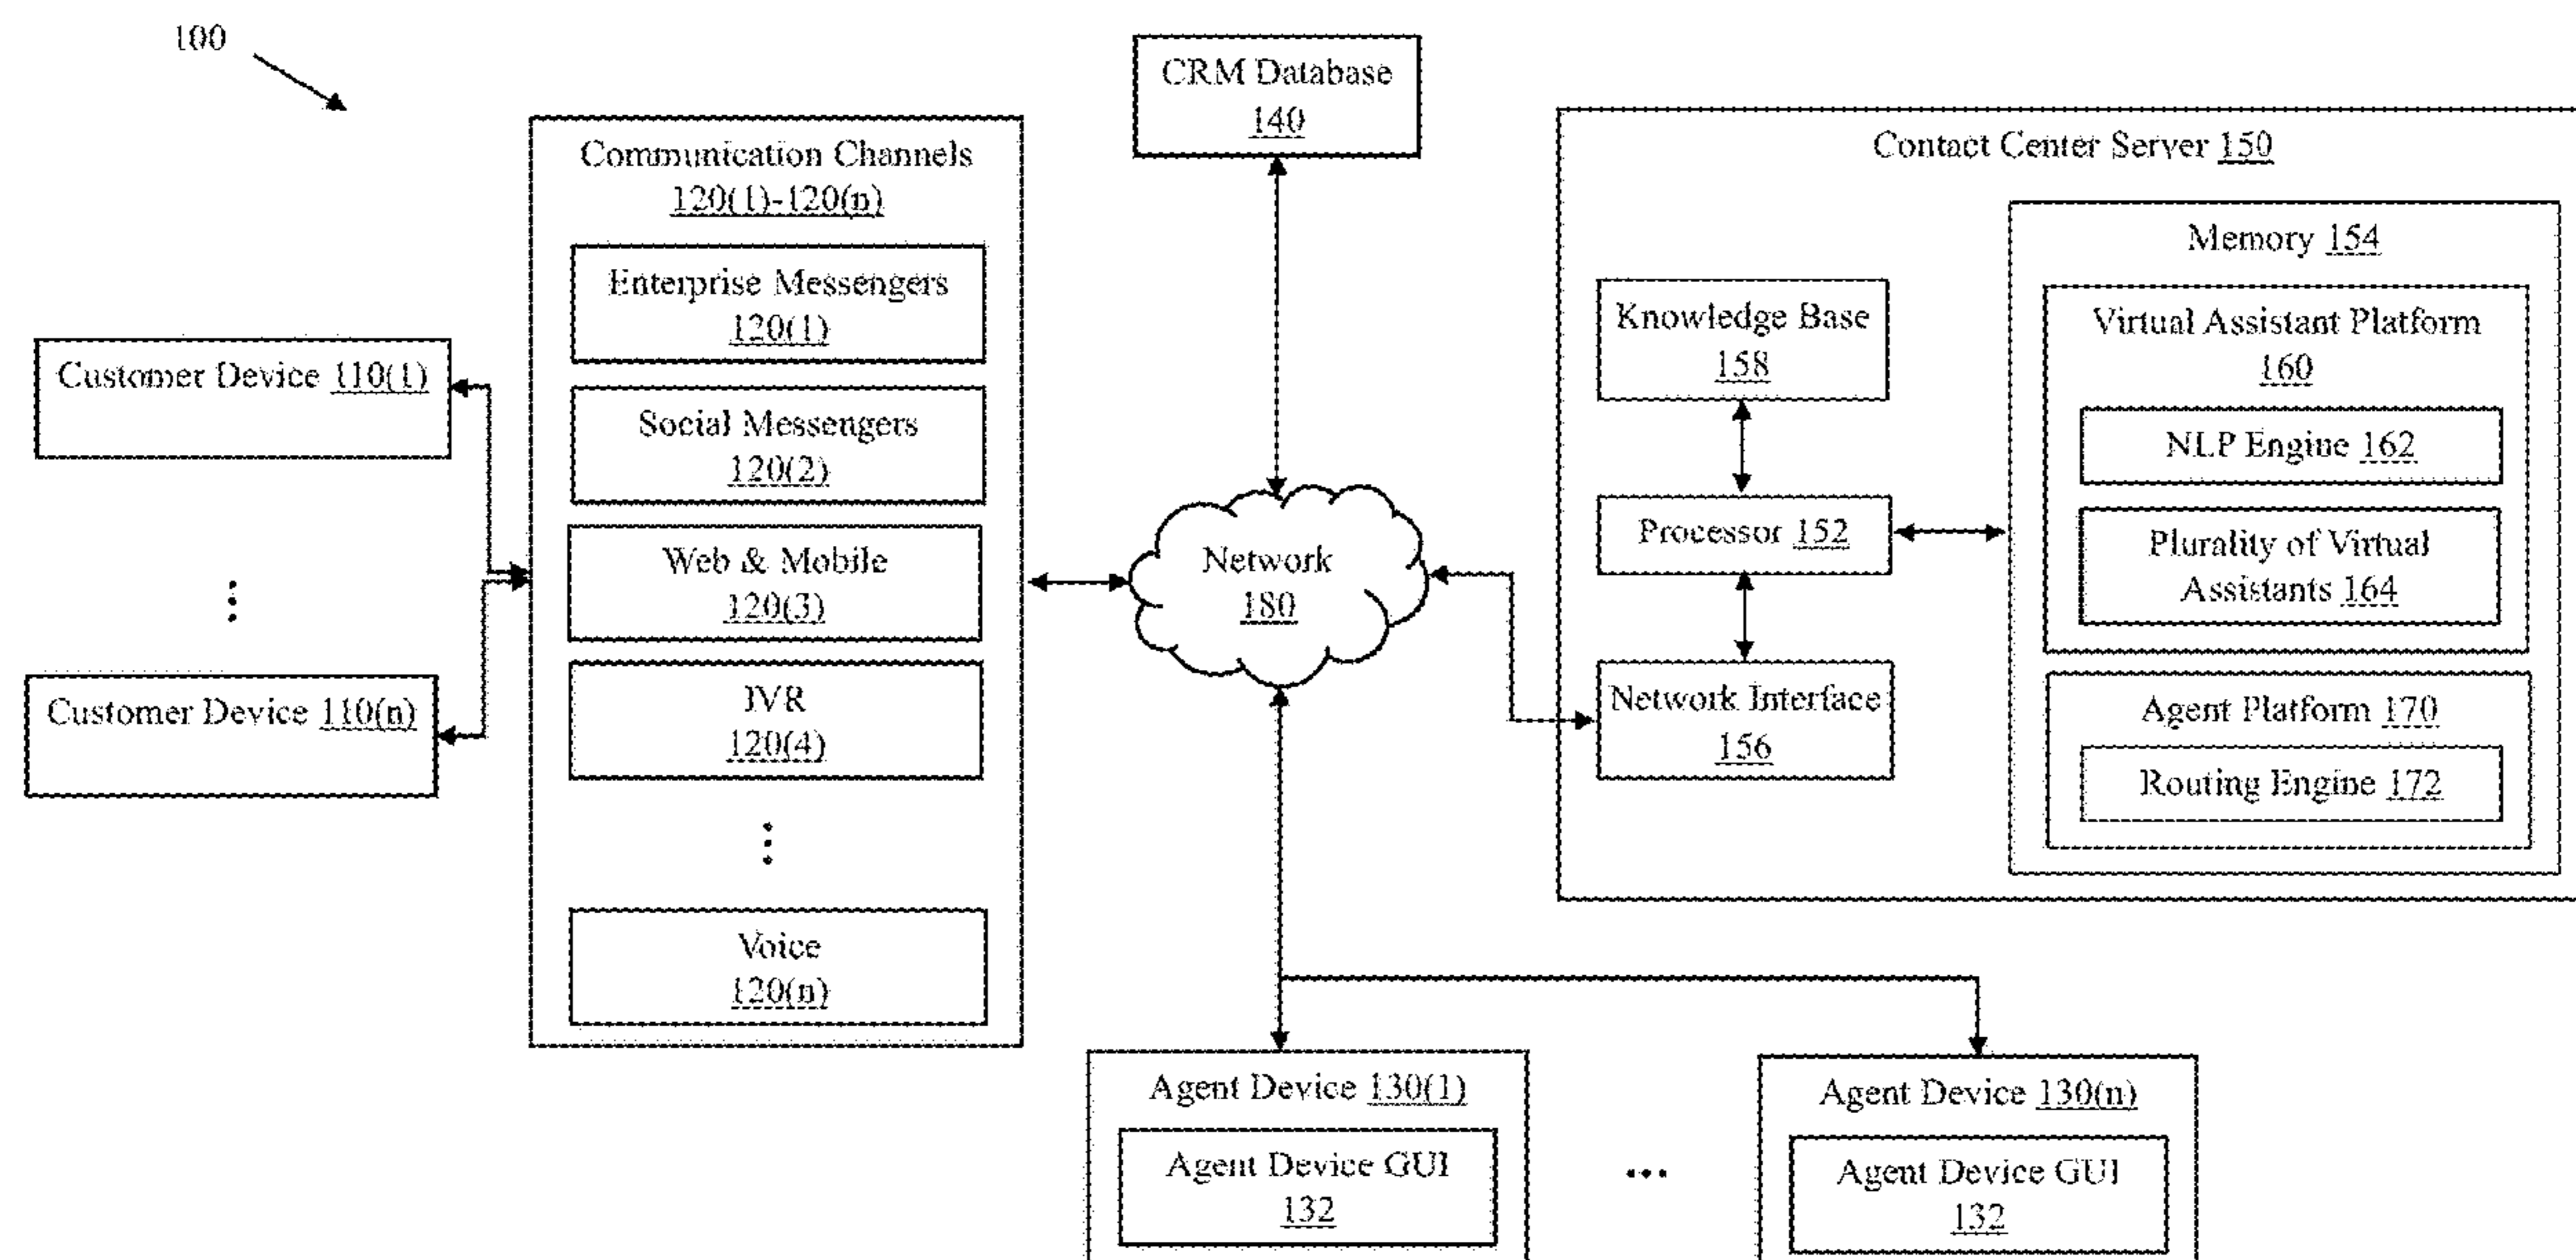 100
CRM Database
140
Communication Channels
120(1)-120(n)
Enterprise Messengers
120(1)
Social Messengers
120(2)
Web & Mobile
120(3)
IVR
120(4)
Voice
120(n)
Customer Device 110(1)
Customer Device 110(n)
Network
180
Contact Center Server 150
Knowledge Base
158
Processor 152
Network Interface
156
Memory 154
Virtual Assistant Platform
160
NLP Engine 162
Plurality of Virtual
Assistants 164
Agent Platform 170
Routing Engine 172
Agent Device 130(1)
Agent Device GUI
132
Agent Device 130(n)
Agent Device GUI
132